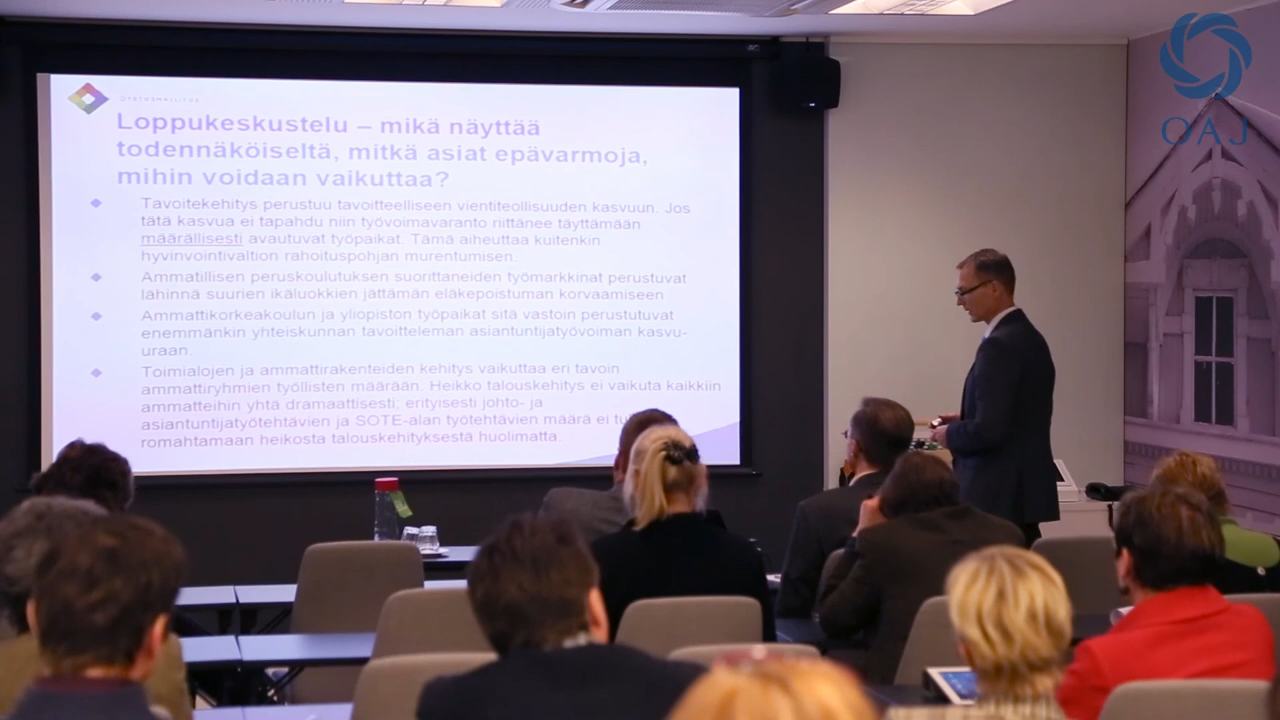 OPETUSHALLITUS
Loppukeskustelu – mikä näyttää
todennäköiseltä, mitkä asiat epävarmoja,
mihin voidaan vaikuttaa?
Tavoitekehitys perustuu tavoitteelliseen vientiteollisuuden kasvuun. Jos
tätä kasvua ei tapahdu niin työvoimavaranto riittänee täyttämään
määrällisesti avautuvat työpaikat. Tämä aiheuttaa kuitenkin
hyvinvointivaltion rahoituspohjan murentumisen.
Ammatillisen peruskoulutuksen suorittaneiden työmarkkinat perustuvat
lähinnä suurien ikäluokkien jättämän eläkepoistuman korvaamiseen
Ammattikorkeakoulun ja yliopiston työpaikat sitä vastoin perustutuvat
enemmänkin yhteiskunnan tavoitteleman asiantuntijatyövoiman kasvu-
uraan.
Toimialojen ja ammattirakenteiden kehitys vaikuttaa eri tavoin
ammattiryhmien työllisten määrään. Heikko talouskehitys ei vaikuta kaikkiin
ammatteihin yhtä dramaattisesti; erityisesti johto- ja
asiantuntijatyötehtävien ja SOTE-alan työtehtävien määrä ei
romahtamaan heikosta talouskehityksestä huolimatta.
OAJ